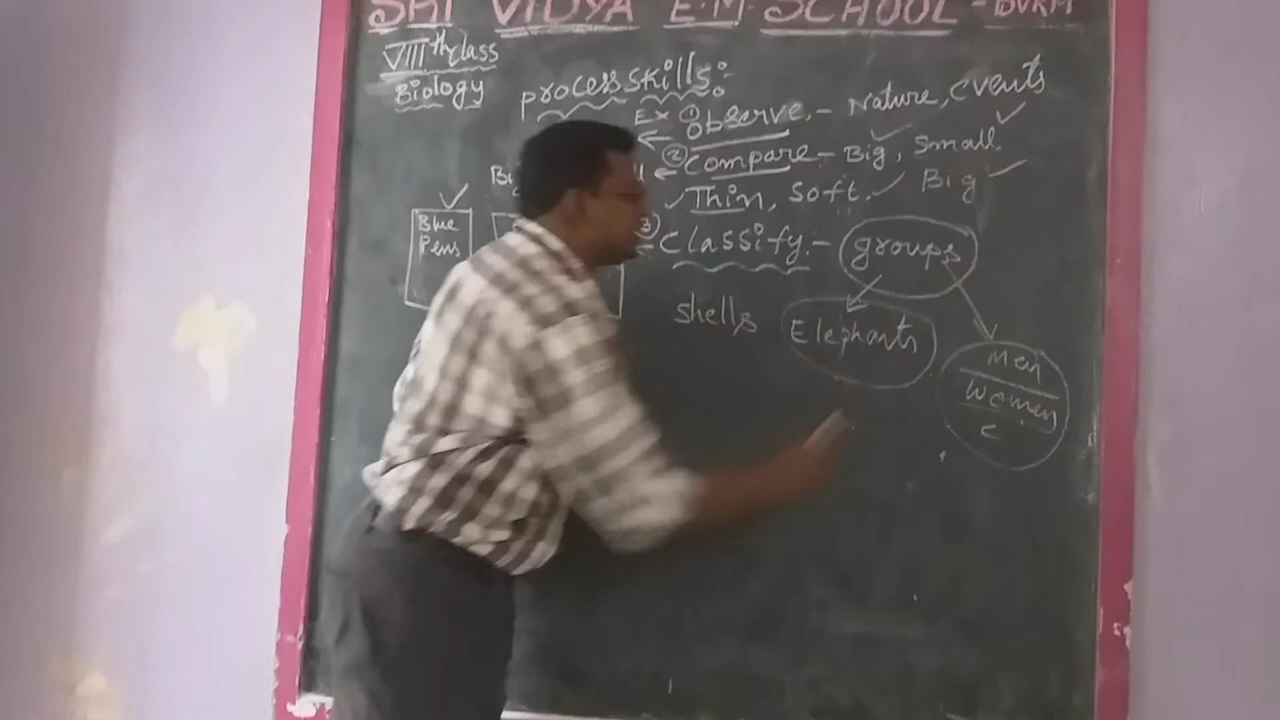 SRI VIDYA E.M. SCHOOL - BVRM
VIII th class
Biology
process skills:-
Ex ① Observe,- Nature, events
② Compare - Big, Small.
Thin, Soft. Big
③ Classify.- groups
Blue
Pens
shells
Elephants
Men
Women
C